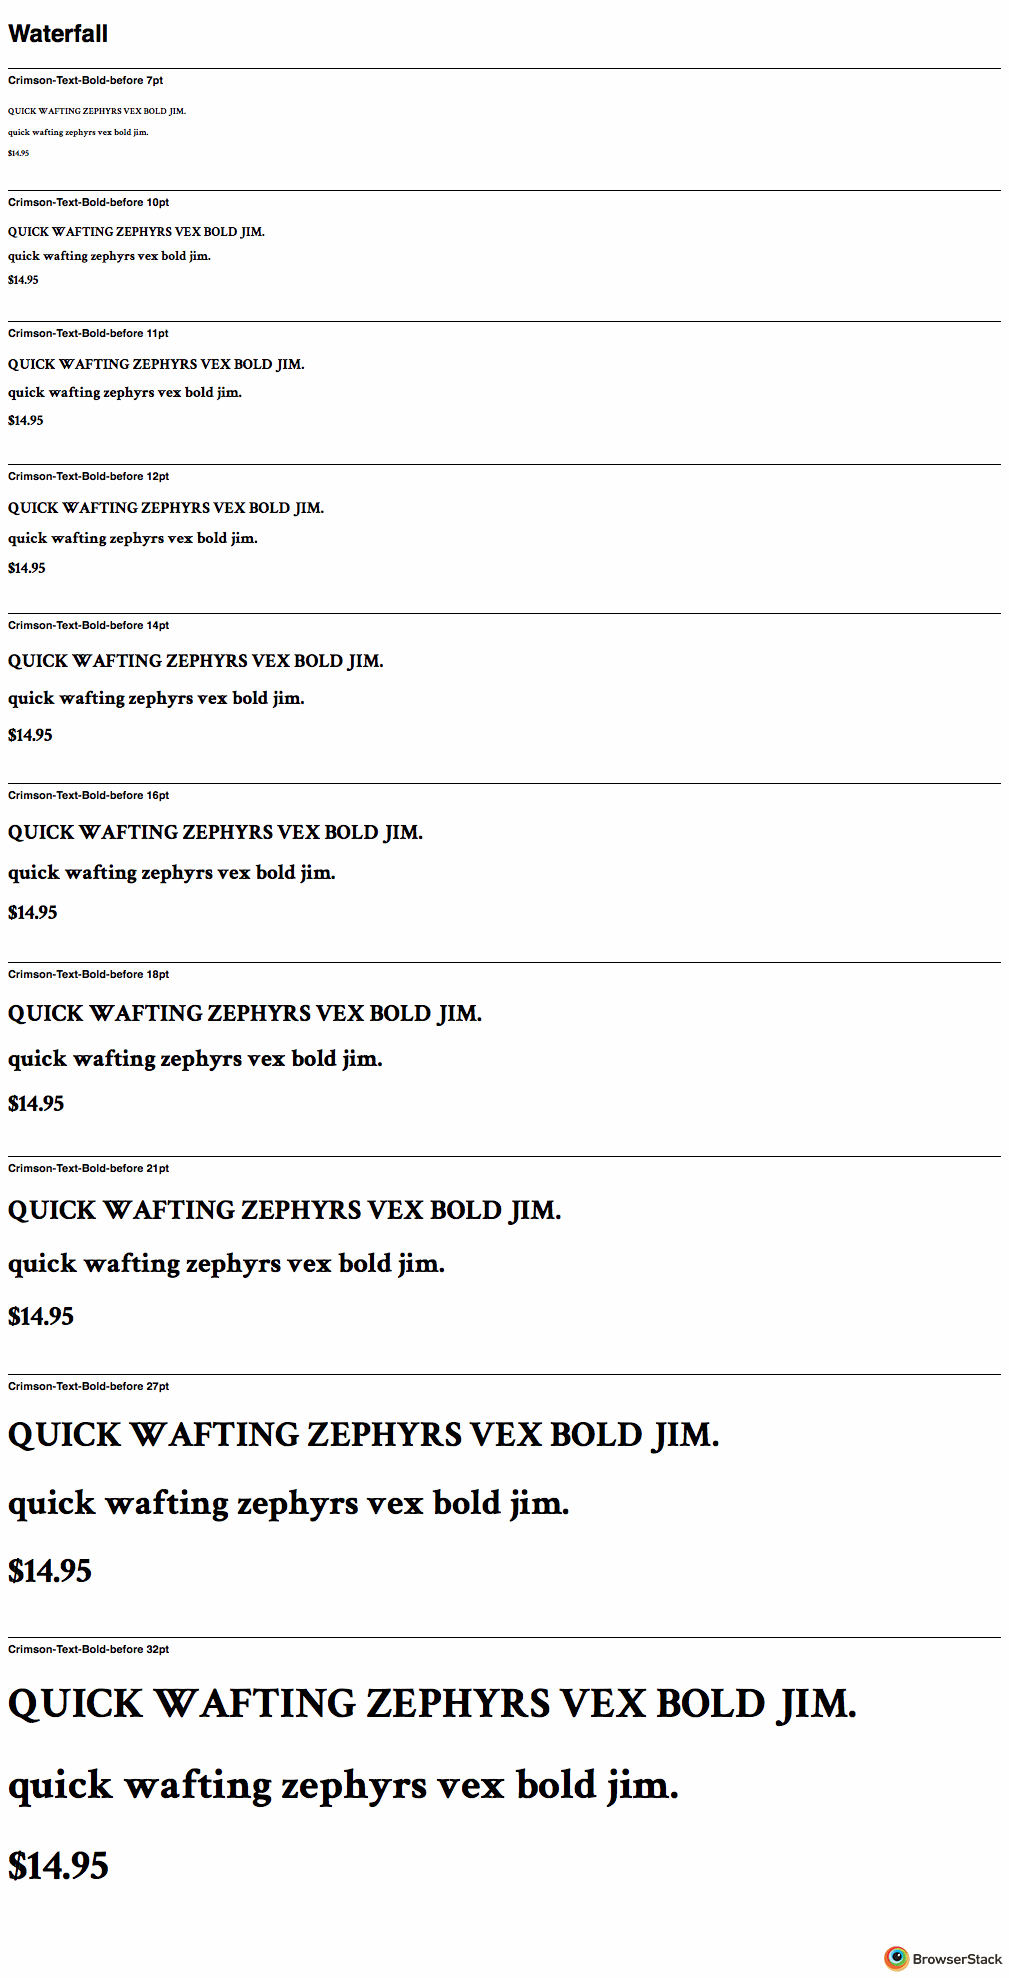 Waterfall
Crimson-Text-Bold-before 7pt
QUICK WAFTING ZEPHYRS VEX BOLD JIM.
quick wafting zephyrs vex bold jim.
$14.95
Crimson-Text-Bold-before 10pt
QUICK WAFTING ZEPHYRS VEX BOLD JIM.
quick wafting zephyrs vex bold jim.
$14.95
Crimson-Text-Bold-before 11pt
QUICK WAFTING ZEPHYRS VEX BOLD JIM.
quick wafting zephyrs vex bold jim.
$14.95
Crimson-Text-Bold-before 12pt
QUICK WAFTING ZEPHYRS VEX BOLD JIM.
quick wafting zephyrs vex bold jim.
$14.95
Crimson-Text-Bold-before 14pt
QUICK WAFTING ZEPHYRS VEX BOLD JIM.
quick wafting zephyrs vex bold jim.
$14.95
Crimson-Text-Bold-before 16pt
QUICK WAFTING ZEPHYRS VEX BOLD JIM.
quick wafting zephyrs vex bold jim.
$14.95
Crimson-Text-Bold-before 18pt
QUICK WAFTING ZEPHYRS VEX BOLD JIM.
quick wafting zephyrs vex bold jim.
$14.95
Crimson-Text-Bold-before 21pt
QUICK WAFTING ZEPHYRS VEX BOLD JIM.
quick wafting zephyrs vex bold jim.
$14.95
Crimson-Text-Bold-before 27pt
QUICK WAFTING ZEPHYRS VEX BOLD JIM.
quick wafting zephyrs vex bold jim.
$14.95
Crimson-Text-Bold-before 32pt
QUICK WAFTING ZEPHYRS VEX BOLD JIM.
quick wafting zephyrs vex bold jim.
$14.95
BrowserStack